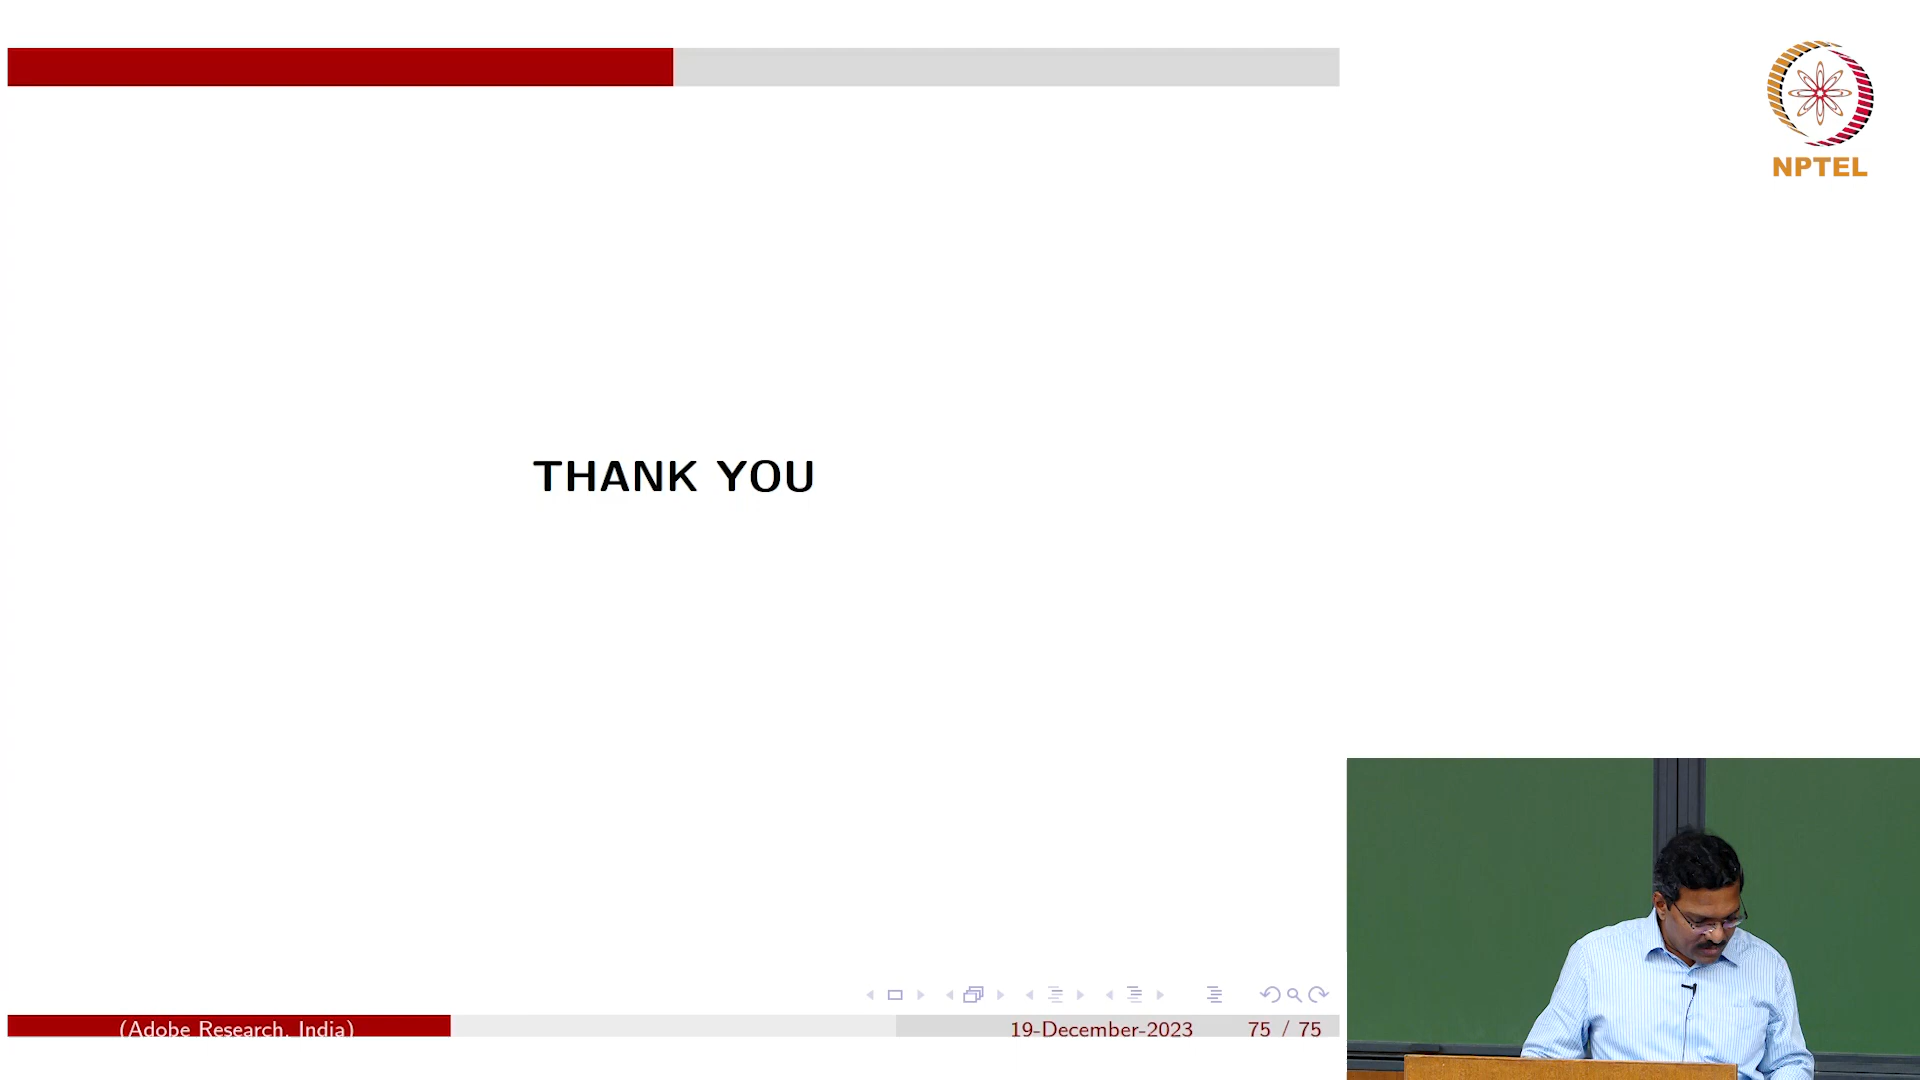 NPTEL
THANK YOU
(Adobe Research, India)
19-December-2023
75 / 75